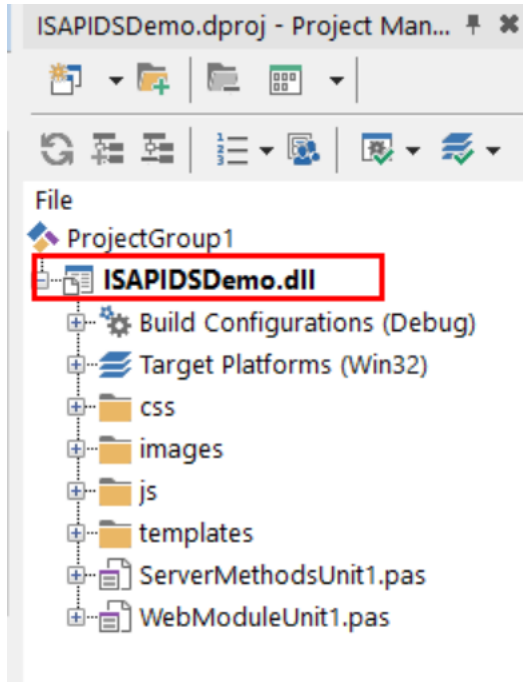 ISAPIDSDemo.dproj - Project Man...
File
ProjectGroup1
ISAPIDSDemo.dll
Build Configurations (Debug)
Target Platforms (Win32)
css
images
js
templates
ServerMethodsUnit1.pas
WebModuleUnit1.pas